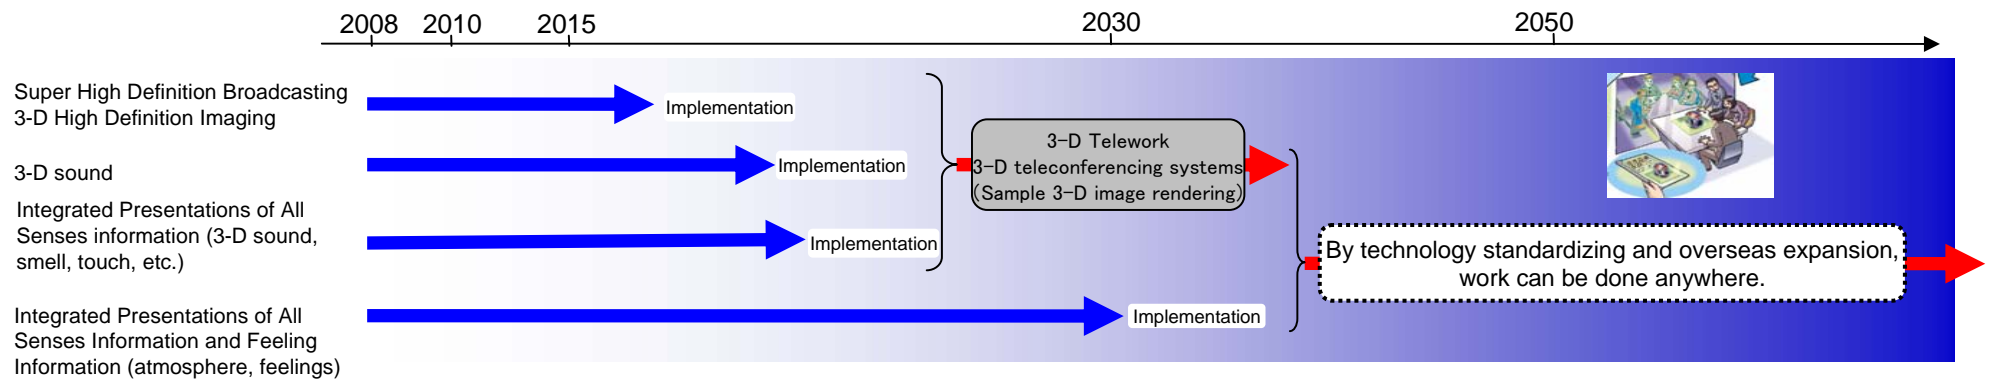 2008 2010 2015 2030 2050
Super High Definition Broadcasting
3-D High Definition Imaging
Implementation
3-D sound
Implementation
Integrated Presentations of All
Senses information (3-D sound,
smell, touch, etc.)
Implementation
Integrated Presentations of All
Senses Information and Feeling
Information (atmosphere, feelings)
Implementation
3-D Telework
3-D teleconferencing systems
(Sample 3-D image rendering)
By technology standardizing and overseas expansion,
work can be done anywhere.